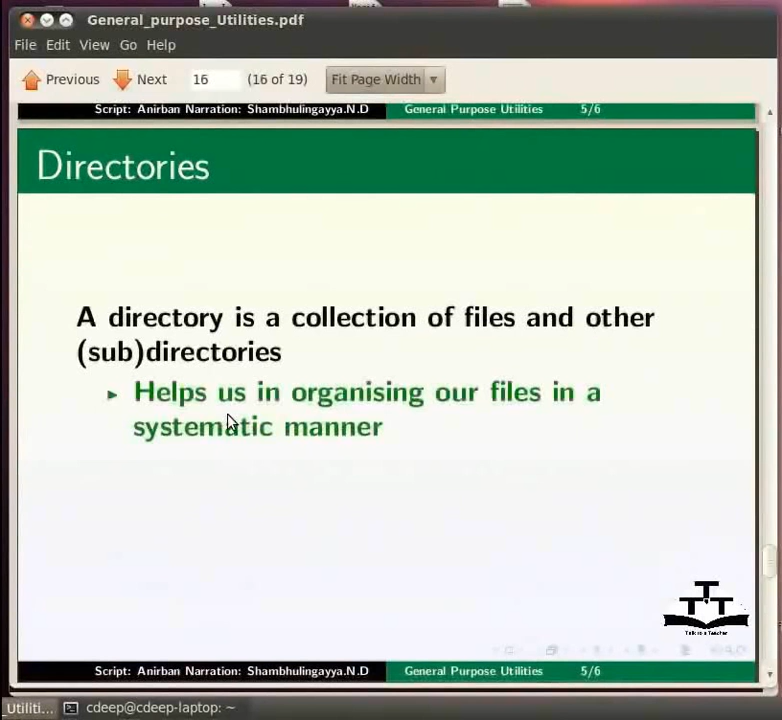 General_purpose_Utilities.pdf
File Edit View Go Help
Previous Next 16 (16 of 19) Fit Page Width
Script: Anirban Narration: Shambhulingayya.N.D General Purpose Utilities 5/6
Directories
A directory is a collection of files and other
(sub)directories
Helps us in organising our files in a
systematic manner
T
T T
Talk to a Teacher
Script: Anirban Narration: Shambhulingayya.N.D General Purpose Utilities 5/6
Utiliti... cdeep@cdeep-laptop: ~